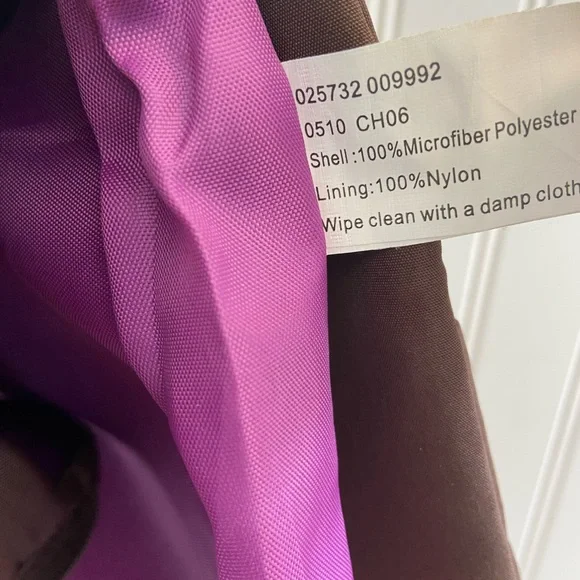 025732 009992
0510 CH06
Shell:100%Microfiber Polyester
Lining:100%Nylon
Wipe clean with a damp cloth